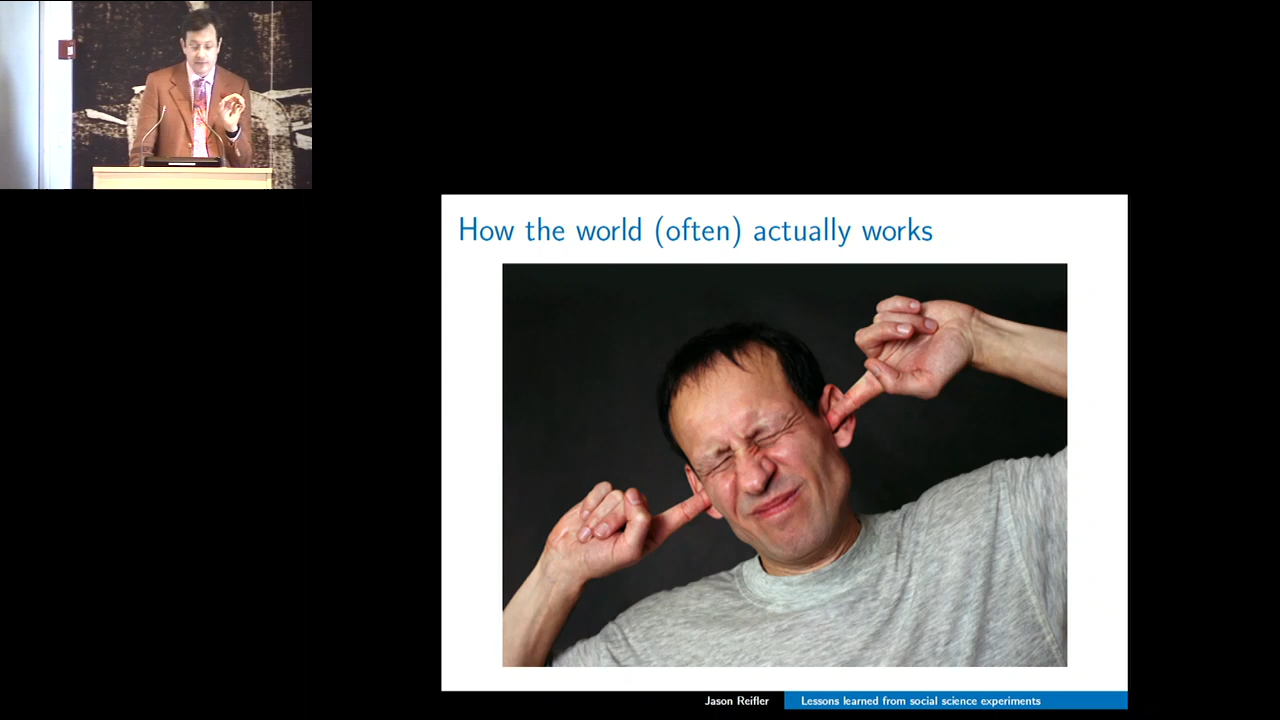 How the world (often) actually works
Jason Reifler
Lessons learned from social science experiments